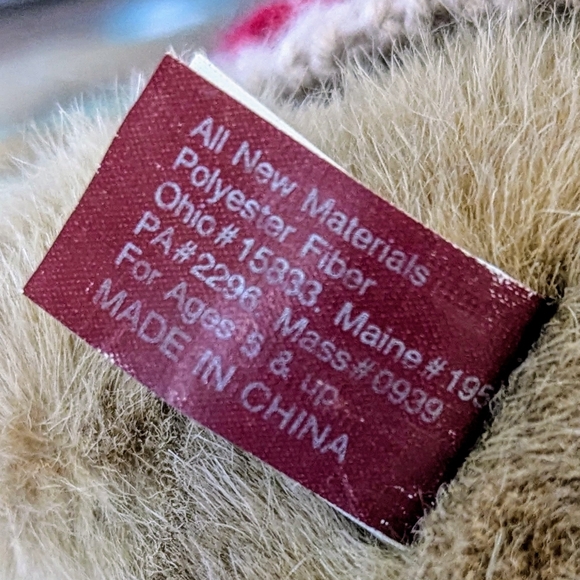 All New Materials
Polyester Fiber
Ohio#15833. Maine#195
PA#2296. Mass#0939
For Ages 5 & up
MADE IN CHINA